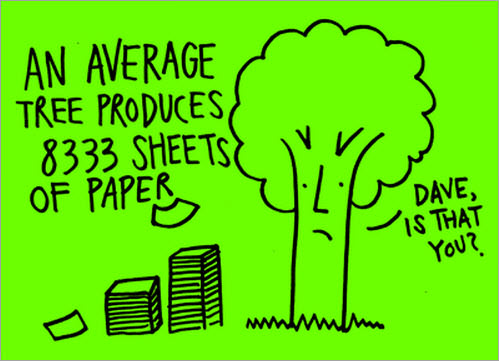 AN AVERAGE
TREE PRODUCES
8333 SHEETS
OF PAPER
DAVE,
IS THAT
YOU?